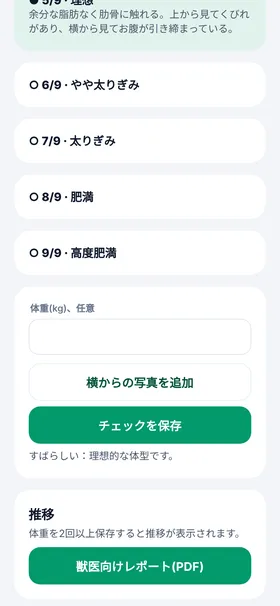 ● 5/9 · 理想
余分な脂肪なく肋骨に触れる。上から見てくびれ
があり、横から見てお腹が引き締まっている。
○ 6/9 · やや太りぎみ
○ 7/9 · 太りぎみ
○ 8/9 · 肥満
○ 9/9 · 高度肥満
体重(kg)、任意
横からの写真を追加
チェックを保存
すばらしい：理想的な体型です。
推移
体重を2回以上保存すると推移が表示されます。
獣医向けレポート(PDF)